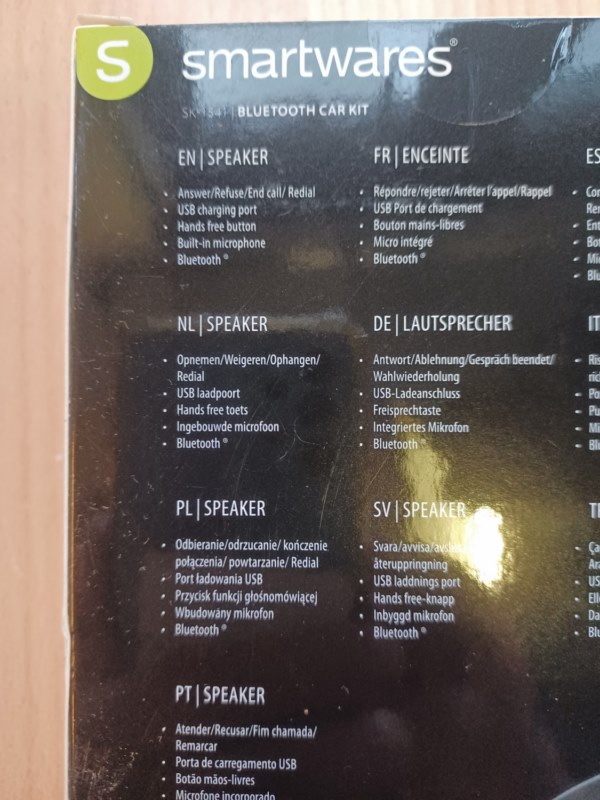 S smartwares®
SK-1541 | BLUETOOTH CAR KIT
EN | SPEAKER
• Answer/Refuse/End call/ Redial
• USB charging port
• Hands free button
• Built-in microphone
• Bluetooth ®
FR | ENCEINTE
• Répondre/rejeter/Arrêter l'appel/Rappel
• USB Port de chargement
• Bouton mains-libres
• Micro intégré
• Bluetooth ®
ES
NL | SPEAKER
• Opnemen/Weigeren/Ophangen/
Redial
• USB laadpoort
• Hands free toets
• Ingebouwde microfoon
• Bluetooth ®
DE | LAUTSPRECHER
• Antwort/Ablehnung/Gespräch beendet/
Wahlwiederholung
• USB-Ladeanschluss
• Freisprechtaste
• Integriertes Mikrofon
• Bluetooth ®
IT
PL | SPEAKER
• Odbieranie/odrzucanie/ kończenie
połączenia/ powtarzanie/ Redial
• Port ładowania USB
• Przycisk funkcji głośnomówiącej
• Wbudowány mikrofon
• Bluetooth ®
SV | SPEAKER
• Svara/avvisa/
återuppringning
• USB laddnings port
• Hands free-knapp
• Inbyggd mikrofon
• Bluetooth ®
PT | SPEAKER
• Atender/Recusar/Fim chamada/
Remarcar
• Porta de carregamento USB
• Botão mãos-livres
• Microfone incorporado